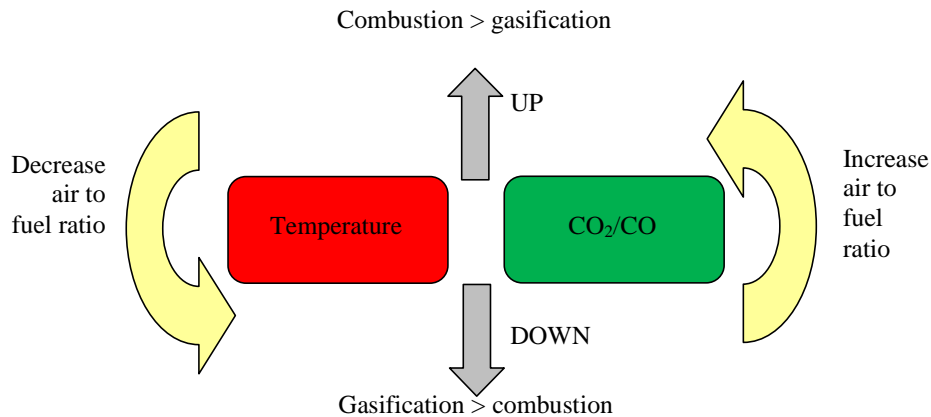 Combustion > gasification
UP
Decrease
air to
fuel ratio
Temperature
CO₂/CO
Increase
air to
fuel
ratio
DOWN
Gasification > combustion